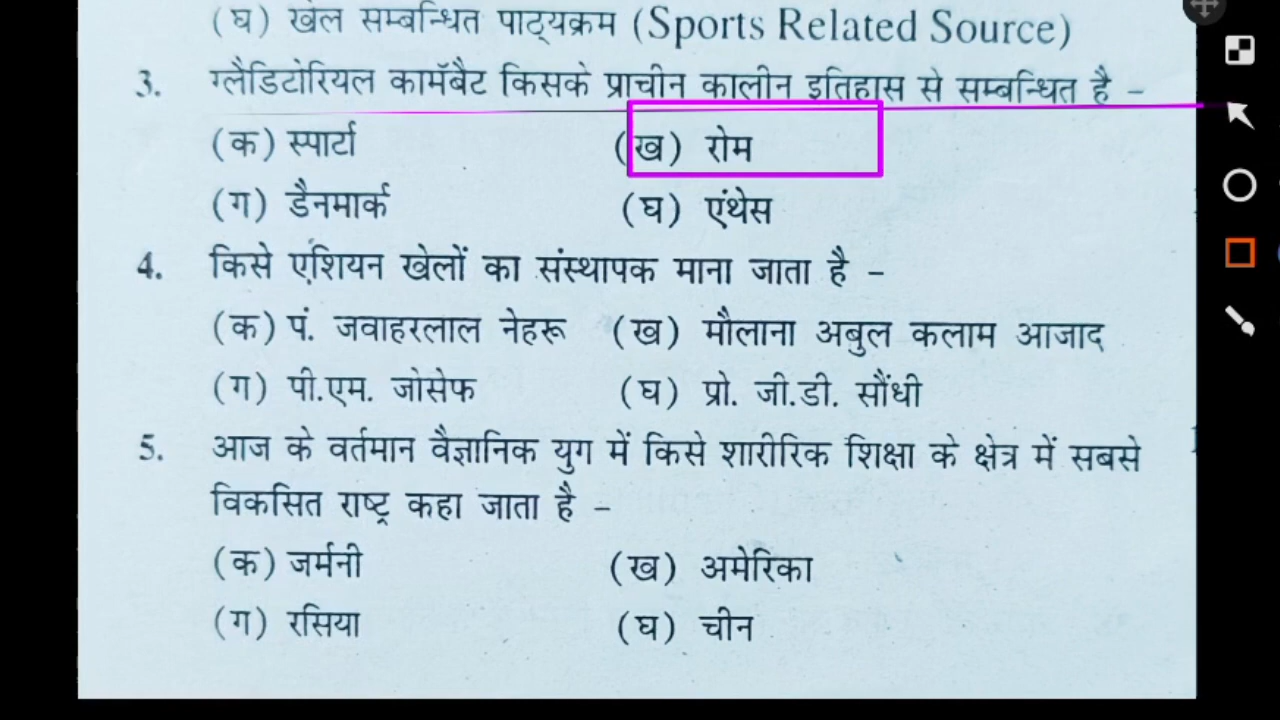 (घ) खेल सम्बन्धित पाठ्यक्रम (Sports Related Source)
3. ग्लैडिटोरियल कामॅबैट किसके प्राचीन कालीन इतिहास से सम्बन्धित है –
(क) स्पार्टा (ख) रोम
(ग) डैनमार्क (घ) एंथेस
4. किसे एशियन खेलों का संस्थापक माना जाता है –
(क) पं. जवाहरलाल नेहरू (ख) मौलाना अबुल कलाम आजाद
(ग) पी.एम. जोसेफ (घ) प्रो. जी.डी. सौंधी
5. आज के वर्तमान वैज्ञानिक युग में किसे शारीरिक शिक्षा के क्षेत्र में सबसे
विकसित राष्ट्र कहा जाता है –
(क) जर्मनी (ख) अमेरिका
(ग) रसिया (घ) चीन